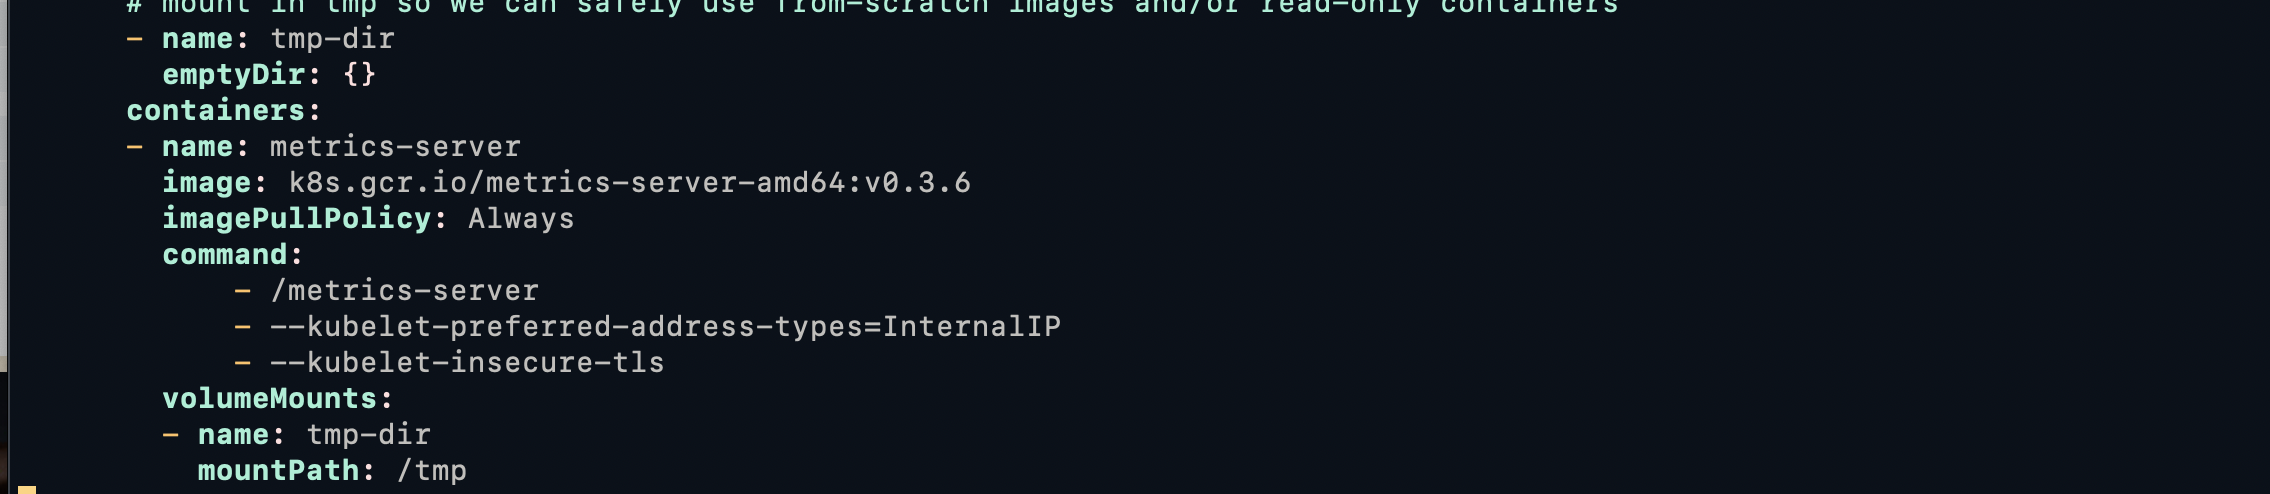 # mount in tmp so we can safely use from-scratch images and/or read-only containers
- name: tmp-dir
  emptyDir: {}
containers:
- name: metrics-server
  image: k8s.gcr.io/metrics-server-amd64:v0.3.6
  imagePullPolicy: Always
  command:
      - /metrics-server
      - --kubelet-preferred-address-types=InternalIP
      - --kubelet-insecure-tls
  volumeMounts:
  - name: tmp-dir
    mountPath: /tmp